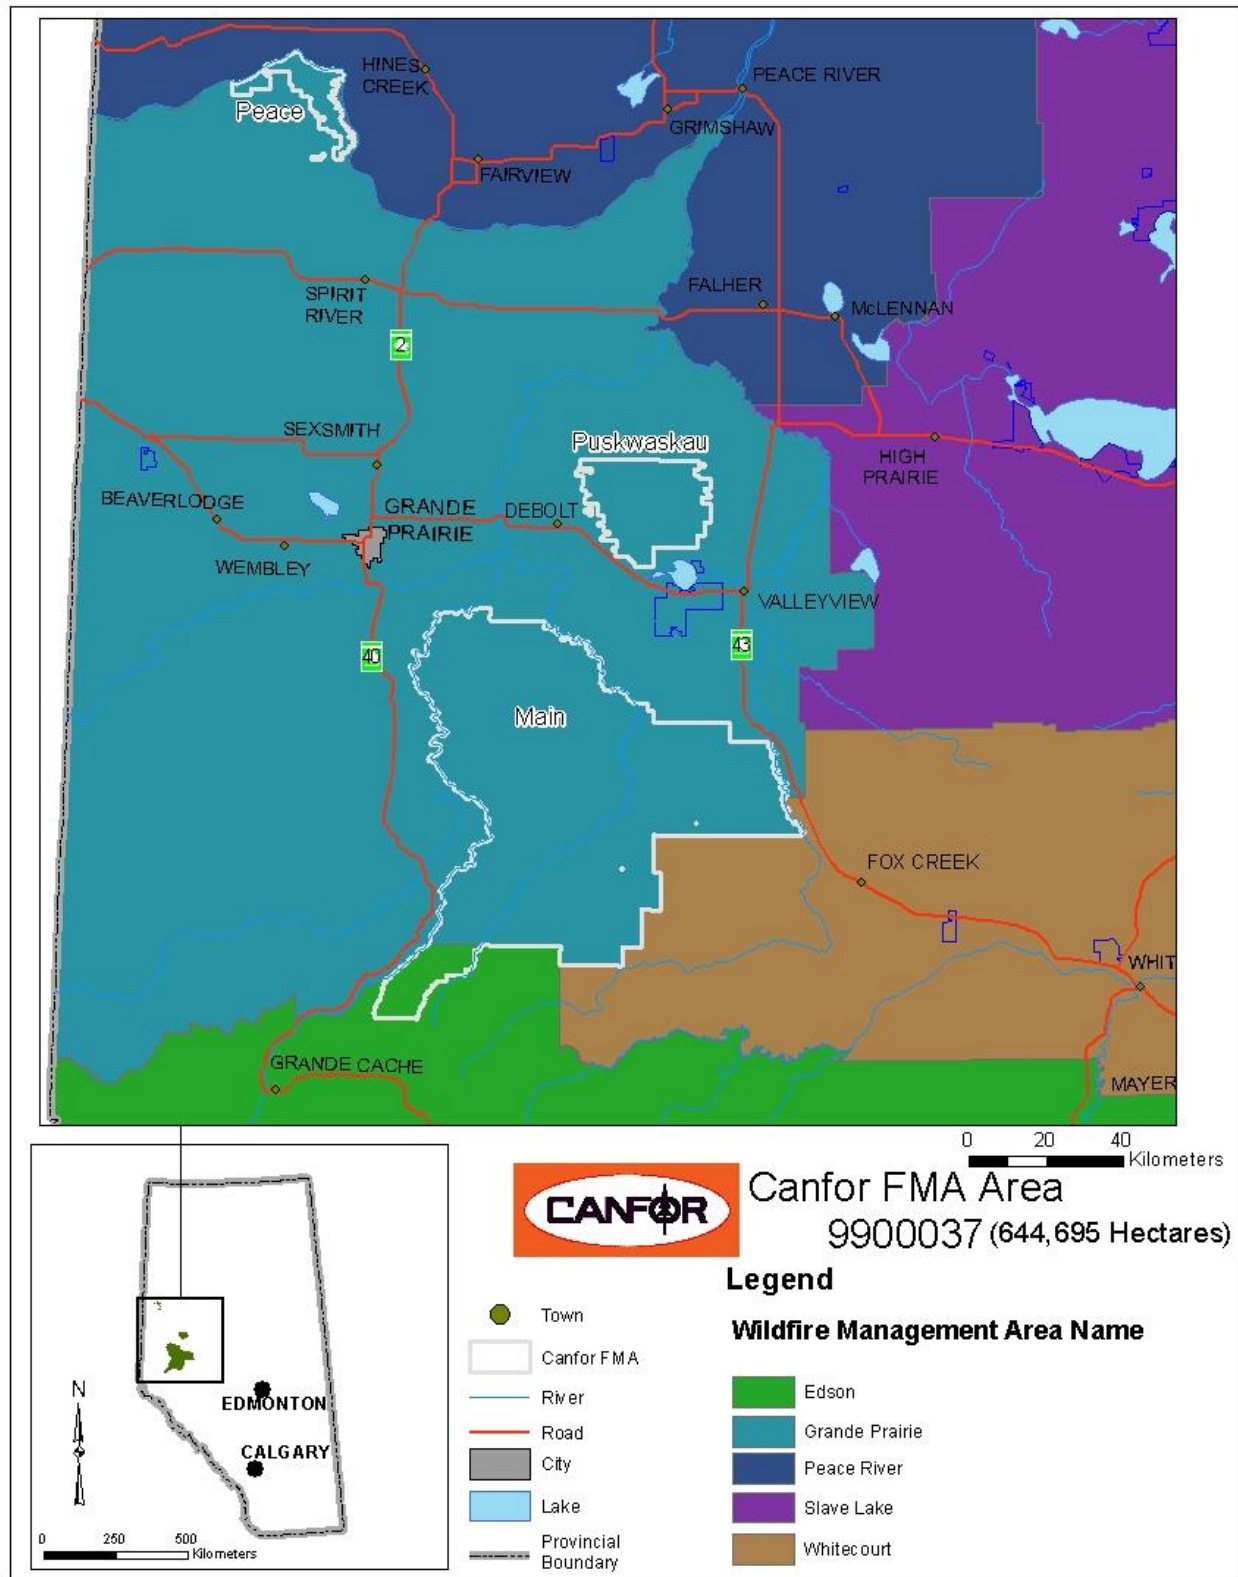 HINES
CREEK
PEACE RIVER
Peace
GRIMSHAW
FAIRVIEW
SPIRIT
RIVER
FALHER
McLENNAN
2
SEXSMITH
Puskwaskau
HIGH
PRAIRIE
BEAVERLODGE
GRANDE
PRAIRIE
DEBOLT
WEMBLEY
VALLEYVIEW
40
43
Main
FOX CREEK
WHIT
GRANDE CACHE
MAYER
0 20 40
Kilometers
CANFOR
Canfor FMA Area
9900037 (644,695 Hectares)
Legend
Town
Canfor FMA
River
Road
City
Lake
Provincial
Boundary
Wildfire Management Area Name
Edson
Grande Prairie
Peace River
Slave Lake
Whitecourt
N
EDMONTON
CALGARY
0 250 500
Kilometers